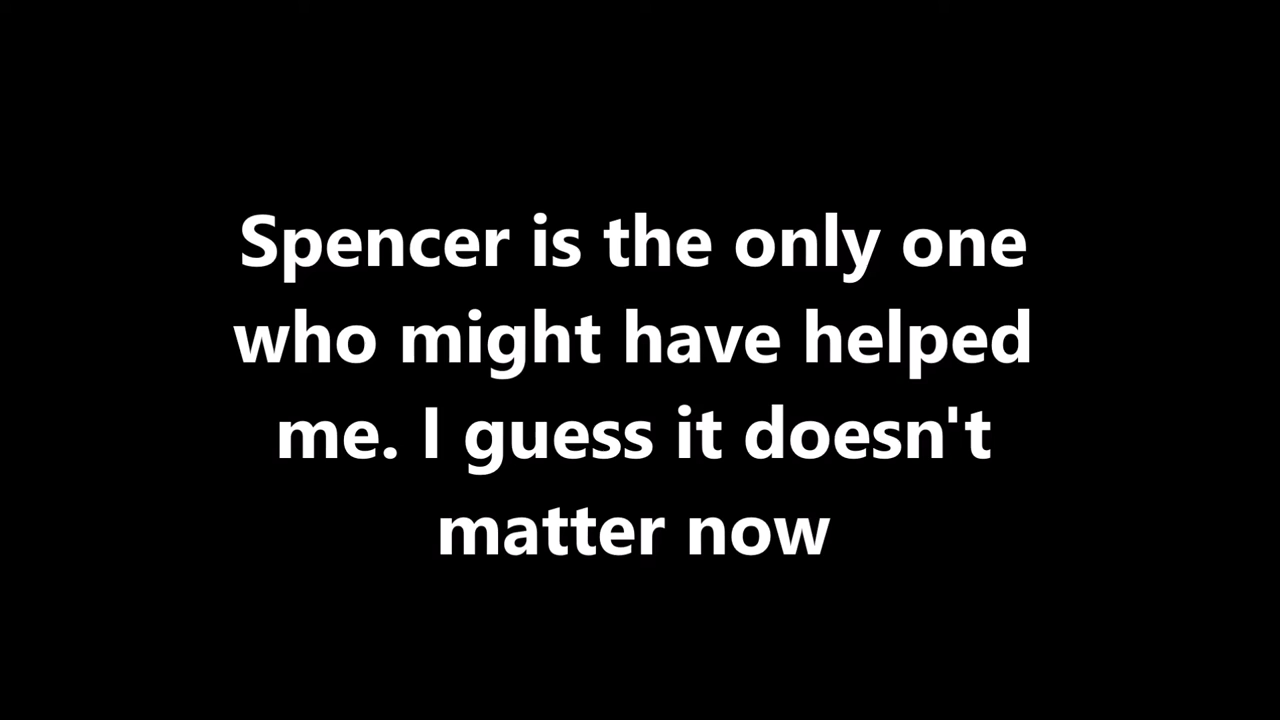 Spencer is the only one
who might have helped
me. I guess it doesn't
matter now